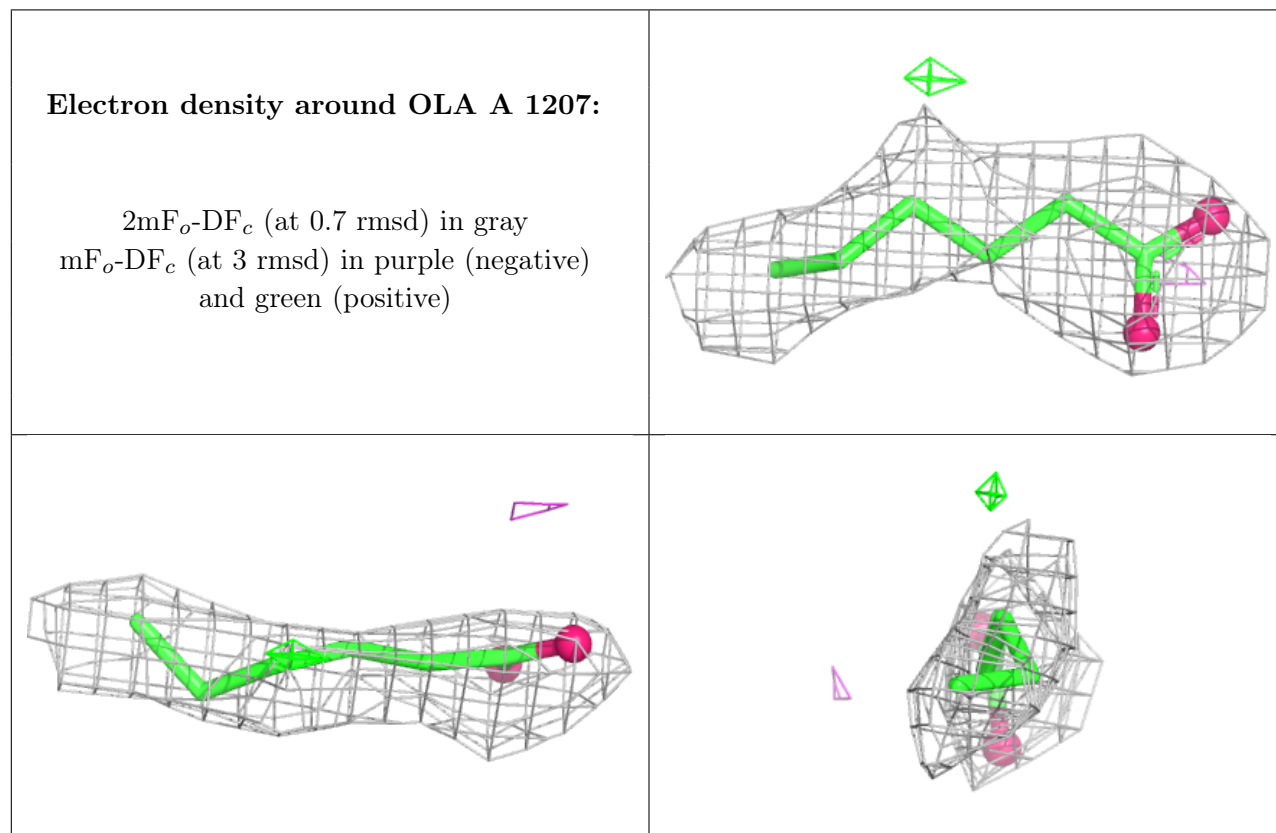 Electron density around OLA A 1207:
2mFo-DFc (at 0.7 rmsd) in gray
mFo-DFc (at 3 rmsd) in purple (negative)
and green (positive)